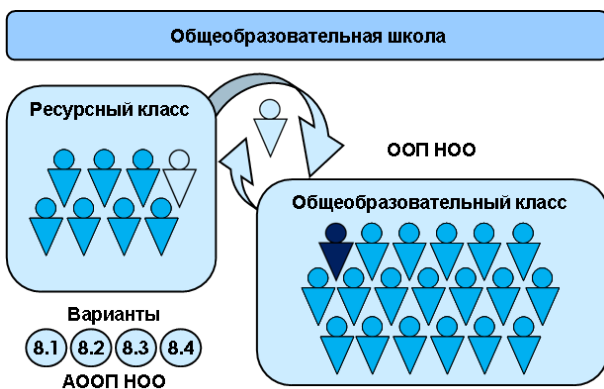 Общеобразовательная школа
Ресурсный класс
ООП НОО
Общеобразовательный класс
Варианты
8.1 8.2 8.3 8.4
АООП НОО